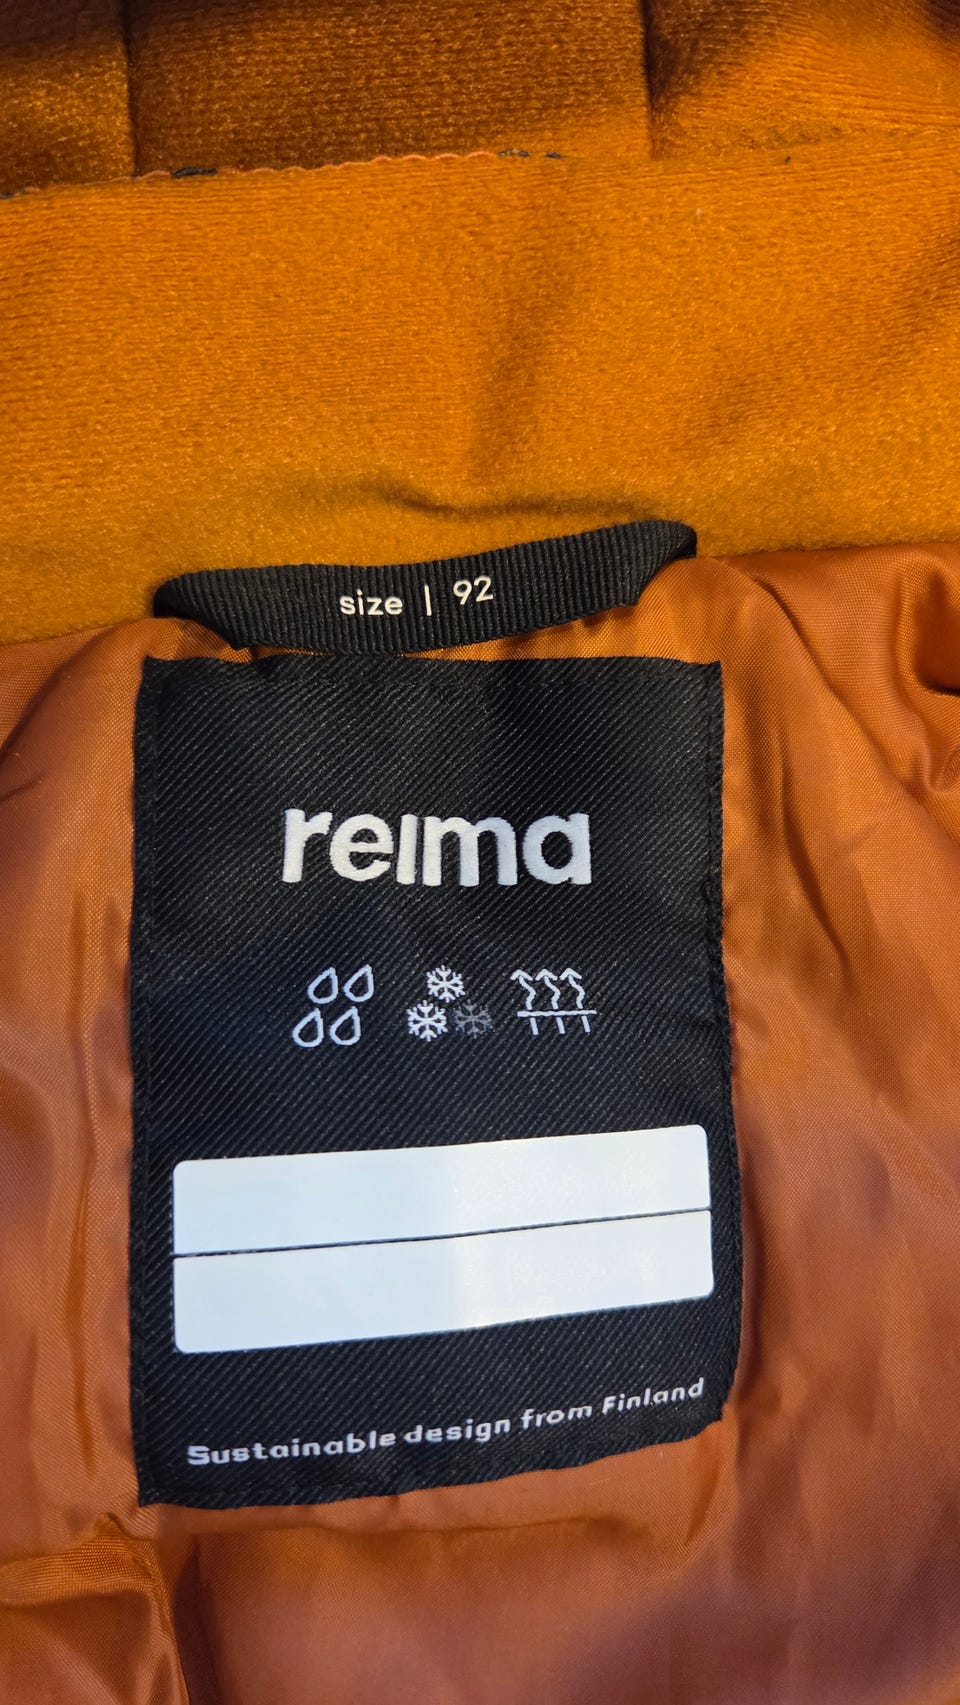 size | 92
reima
Sustainable design from Finland